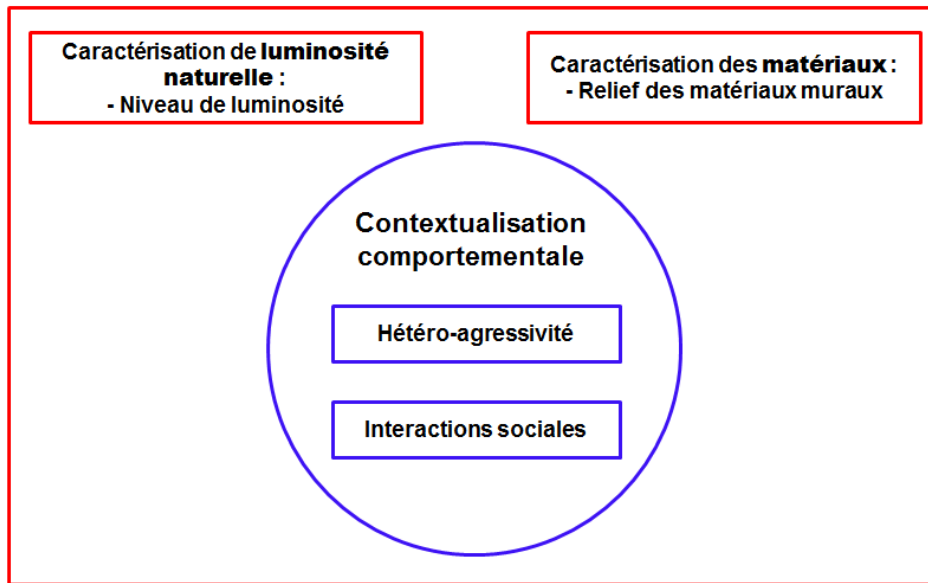 Caractérisation de luminosité
naturelle :
- Niveau de luminosité
Caractérisation des matériaux :
- Relief des matériaux muraux
Contextualisation
comportementale
Hétéro-agressivité
Interactions sociales